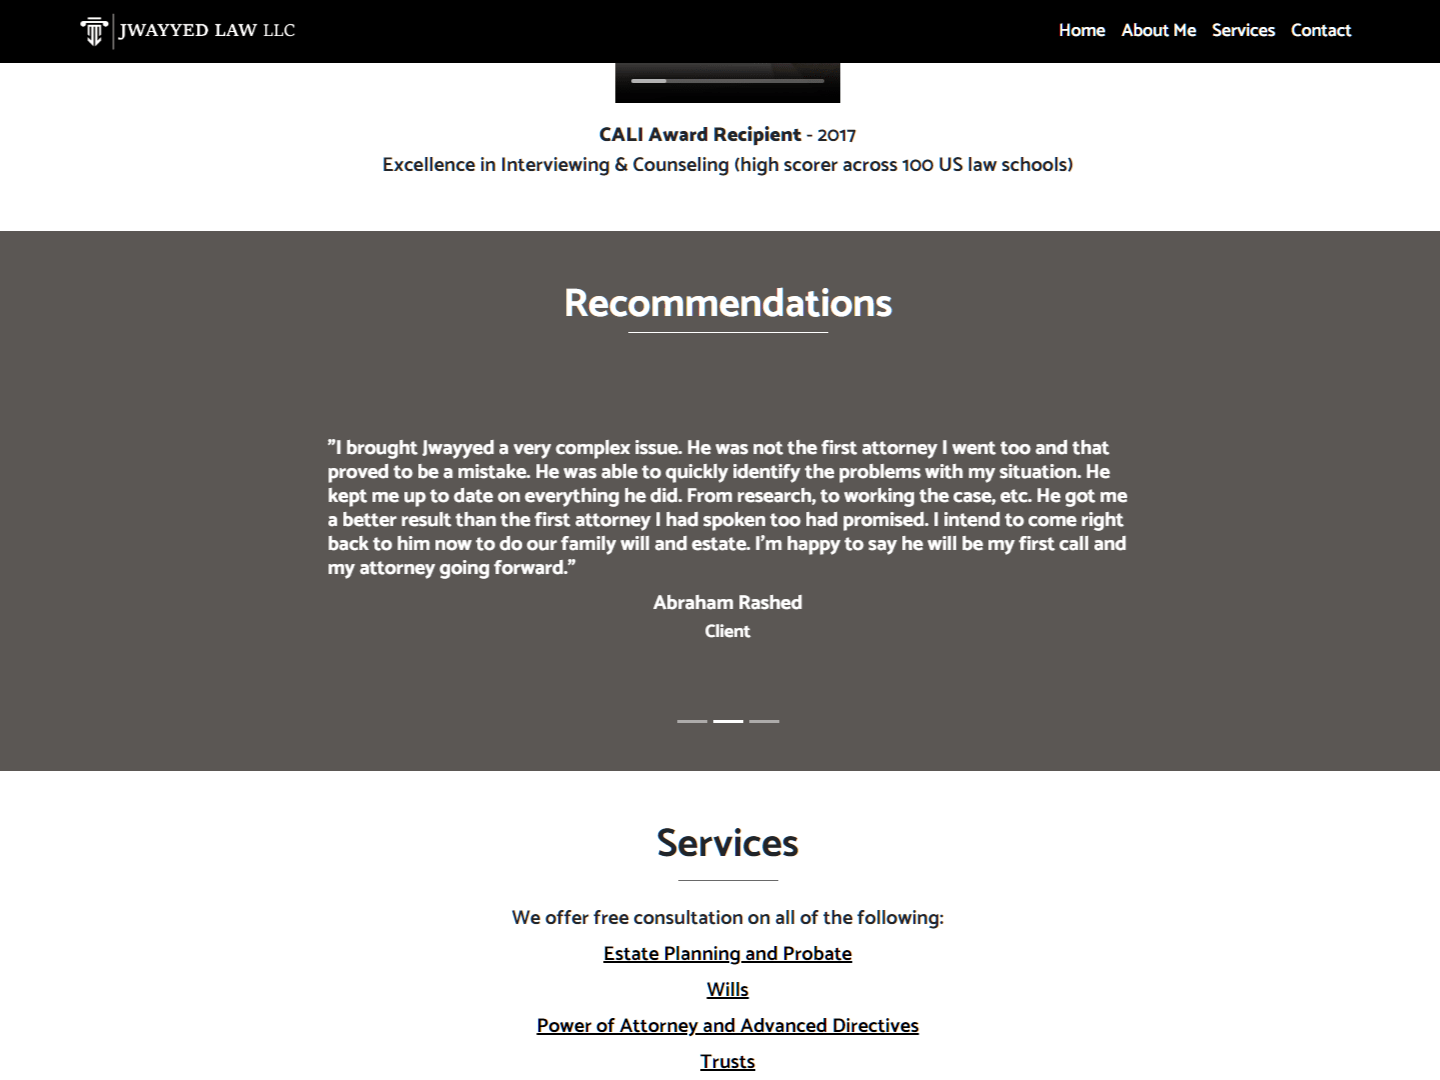 JWAYYED LAW LLC
Home About Me Services Contact
CALI Award Recipient - 2017
Excellence in Interviewing & Counseling (high scorer across 100 US law schools)
Recommendations
"I brought Jwayyed a very complex issue. He was not the first attorney I went too and that
proved to be a mistake. He was able to quickly identify the problems with my situation. He
kept me up to date on everything he did. From research, to working the case, etc. He got me
a better result than the first attorney I had spoken too had promised. I intend to come right
back to him now to do our family will and estate. I'm happy to say he will be my first call and
my attorney going forward."
Abraham Rashed
Client
Services
We offer free consultation on all of the following:
Estate Planning and Probate
Wills
Power of Attorney and Advanced Directives
Trusts